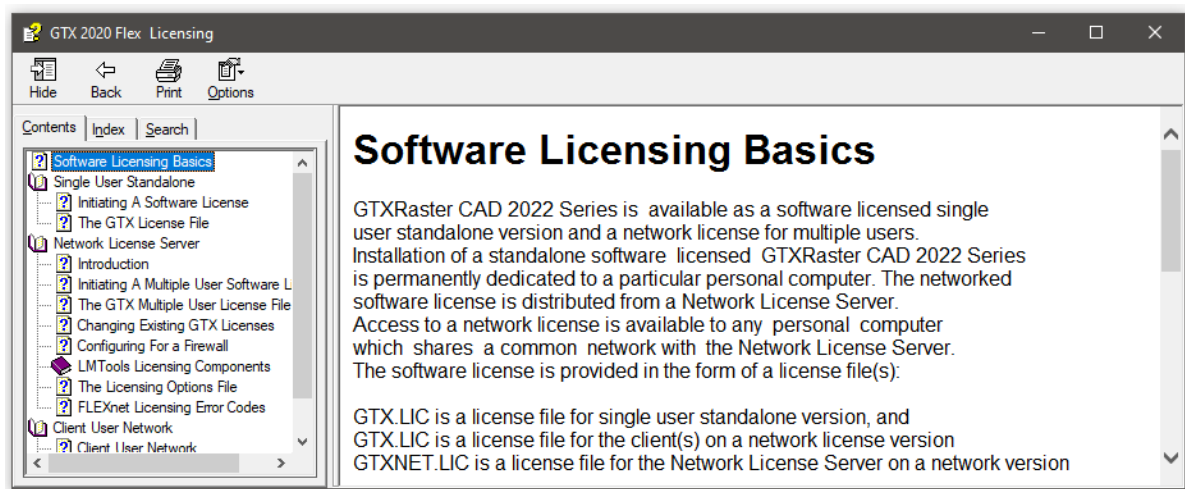 GTX 2020 Flex Licensing
Hide Back Print Options
Contents Index Search
Software Licensing Basics
Single User Standalone
Initiating A Software License
The GTX License File
Network License Server
Introduction
Initiating A Multiple User Software Li
The GTX Multiple User License File
Changing Existing GTX Licenses
Configuring For a Firewall
LMTools Licensing Components
The Licensing Options File
FLEXnet Licensing Error Codes
Client User Network
Client User Network
Software Licensing Basics
GTXRaster CAD 2022 Series is available as a software licensed single
user standalone version and a network license for multiple users.
Installation of a standalone software licensed GTXRaster CAD 2022 Series
is permanently dedicated to a particular personal computer. The networked
software license is distributed from a Network License Server.
Access to a network license is available to any personal computer
which shares a common network with the Network License Server.
The software license is provided in the form of a license file(s):
GTX.LIC is a license file for single user standalone version, and
GTX.LIC is a license file for the client(s) on a network license version
GTXNET.LIC is a license file for the Network License Server on a network version